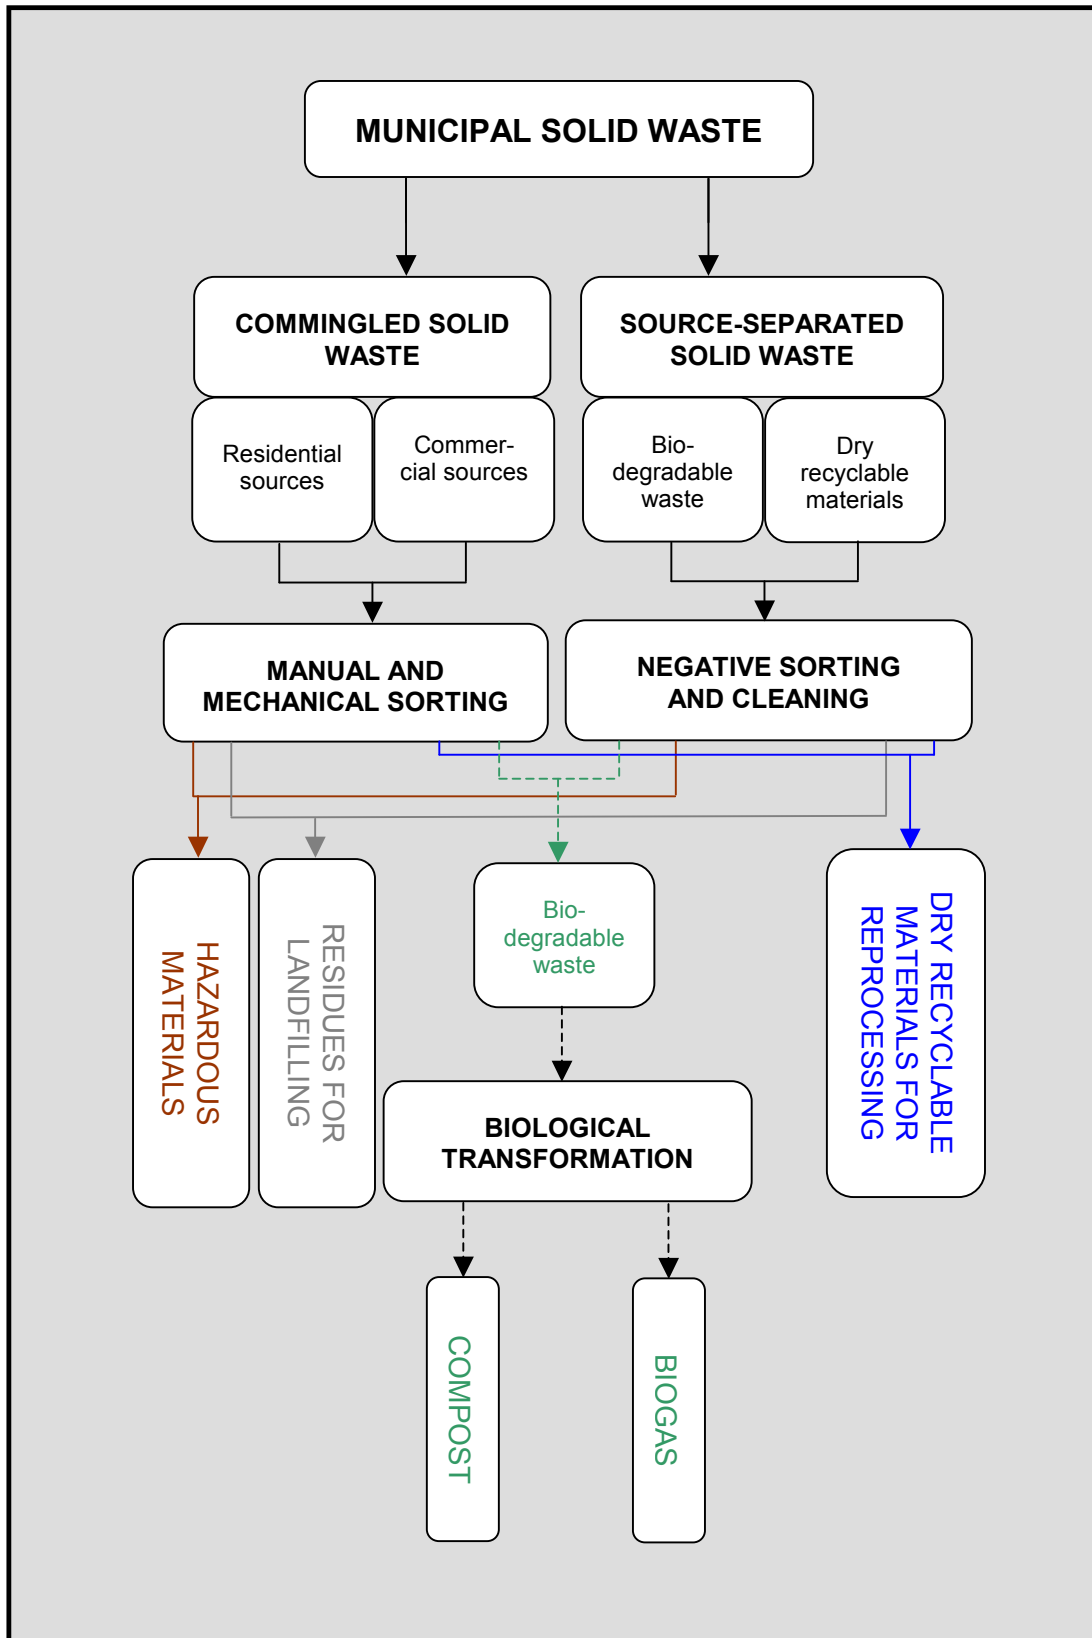 MUNICIPAL SOLID WASTE
COMMINGLED SOLID
WASTE
SOURCE-SEPARATED
SOLID WASTE
Residential
sources
Commer-
cial sources
Bio-
degradable
waste
Dry
recyclable
materials
MANUAL AND
MECHANICAL SORTING
NEGATIVE SORTING
AND CLEANING
HAZARDOUS
MATERIALS
RESIDUES FOR
LANDFILLING
Bio-
degradable
waste
DRY RECYCLABLE
MATERIALS FOR
REPROCESSING
BIOLOGICAL
TRANSFORMATION
COMPOST
BIOGAS